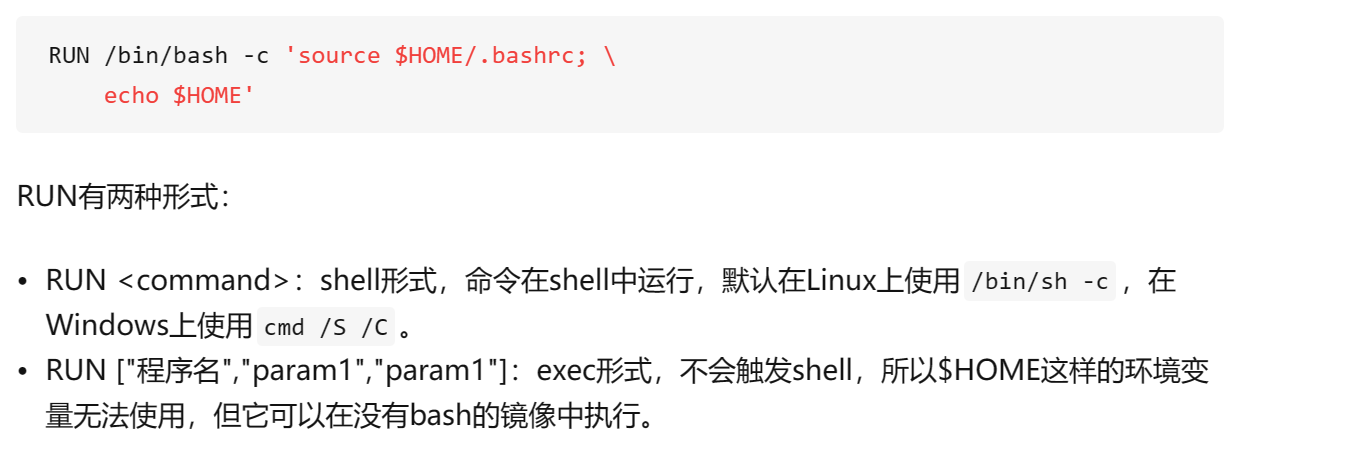 RUN /bin/bash -c 'source $HOME/.bashrc; \
echo $HOME'
RUN有两种形式：
• RUN <command>：shell形式，命令在shell中运行，默认在Linux上使用 /bin/sh -c ，在
Windows上使用 cmd /S /C 。
• RUN ["程序名","param1","param1"]：exec形式，不会触发shell，所以$HOME这样的环境变
量无法使用，但它可以在没有bash的镜像中执行。